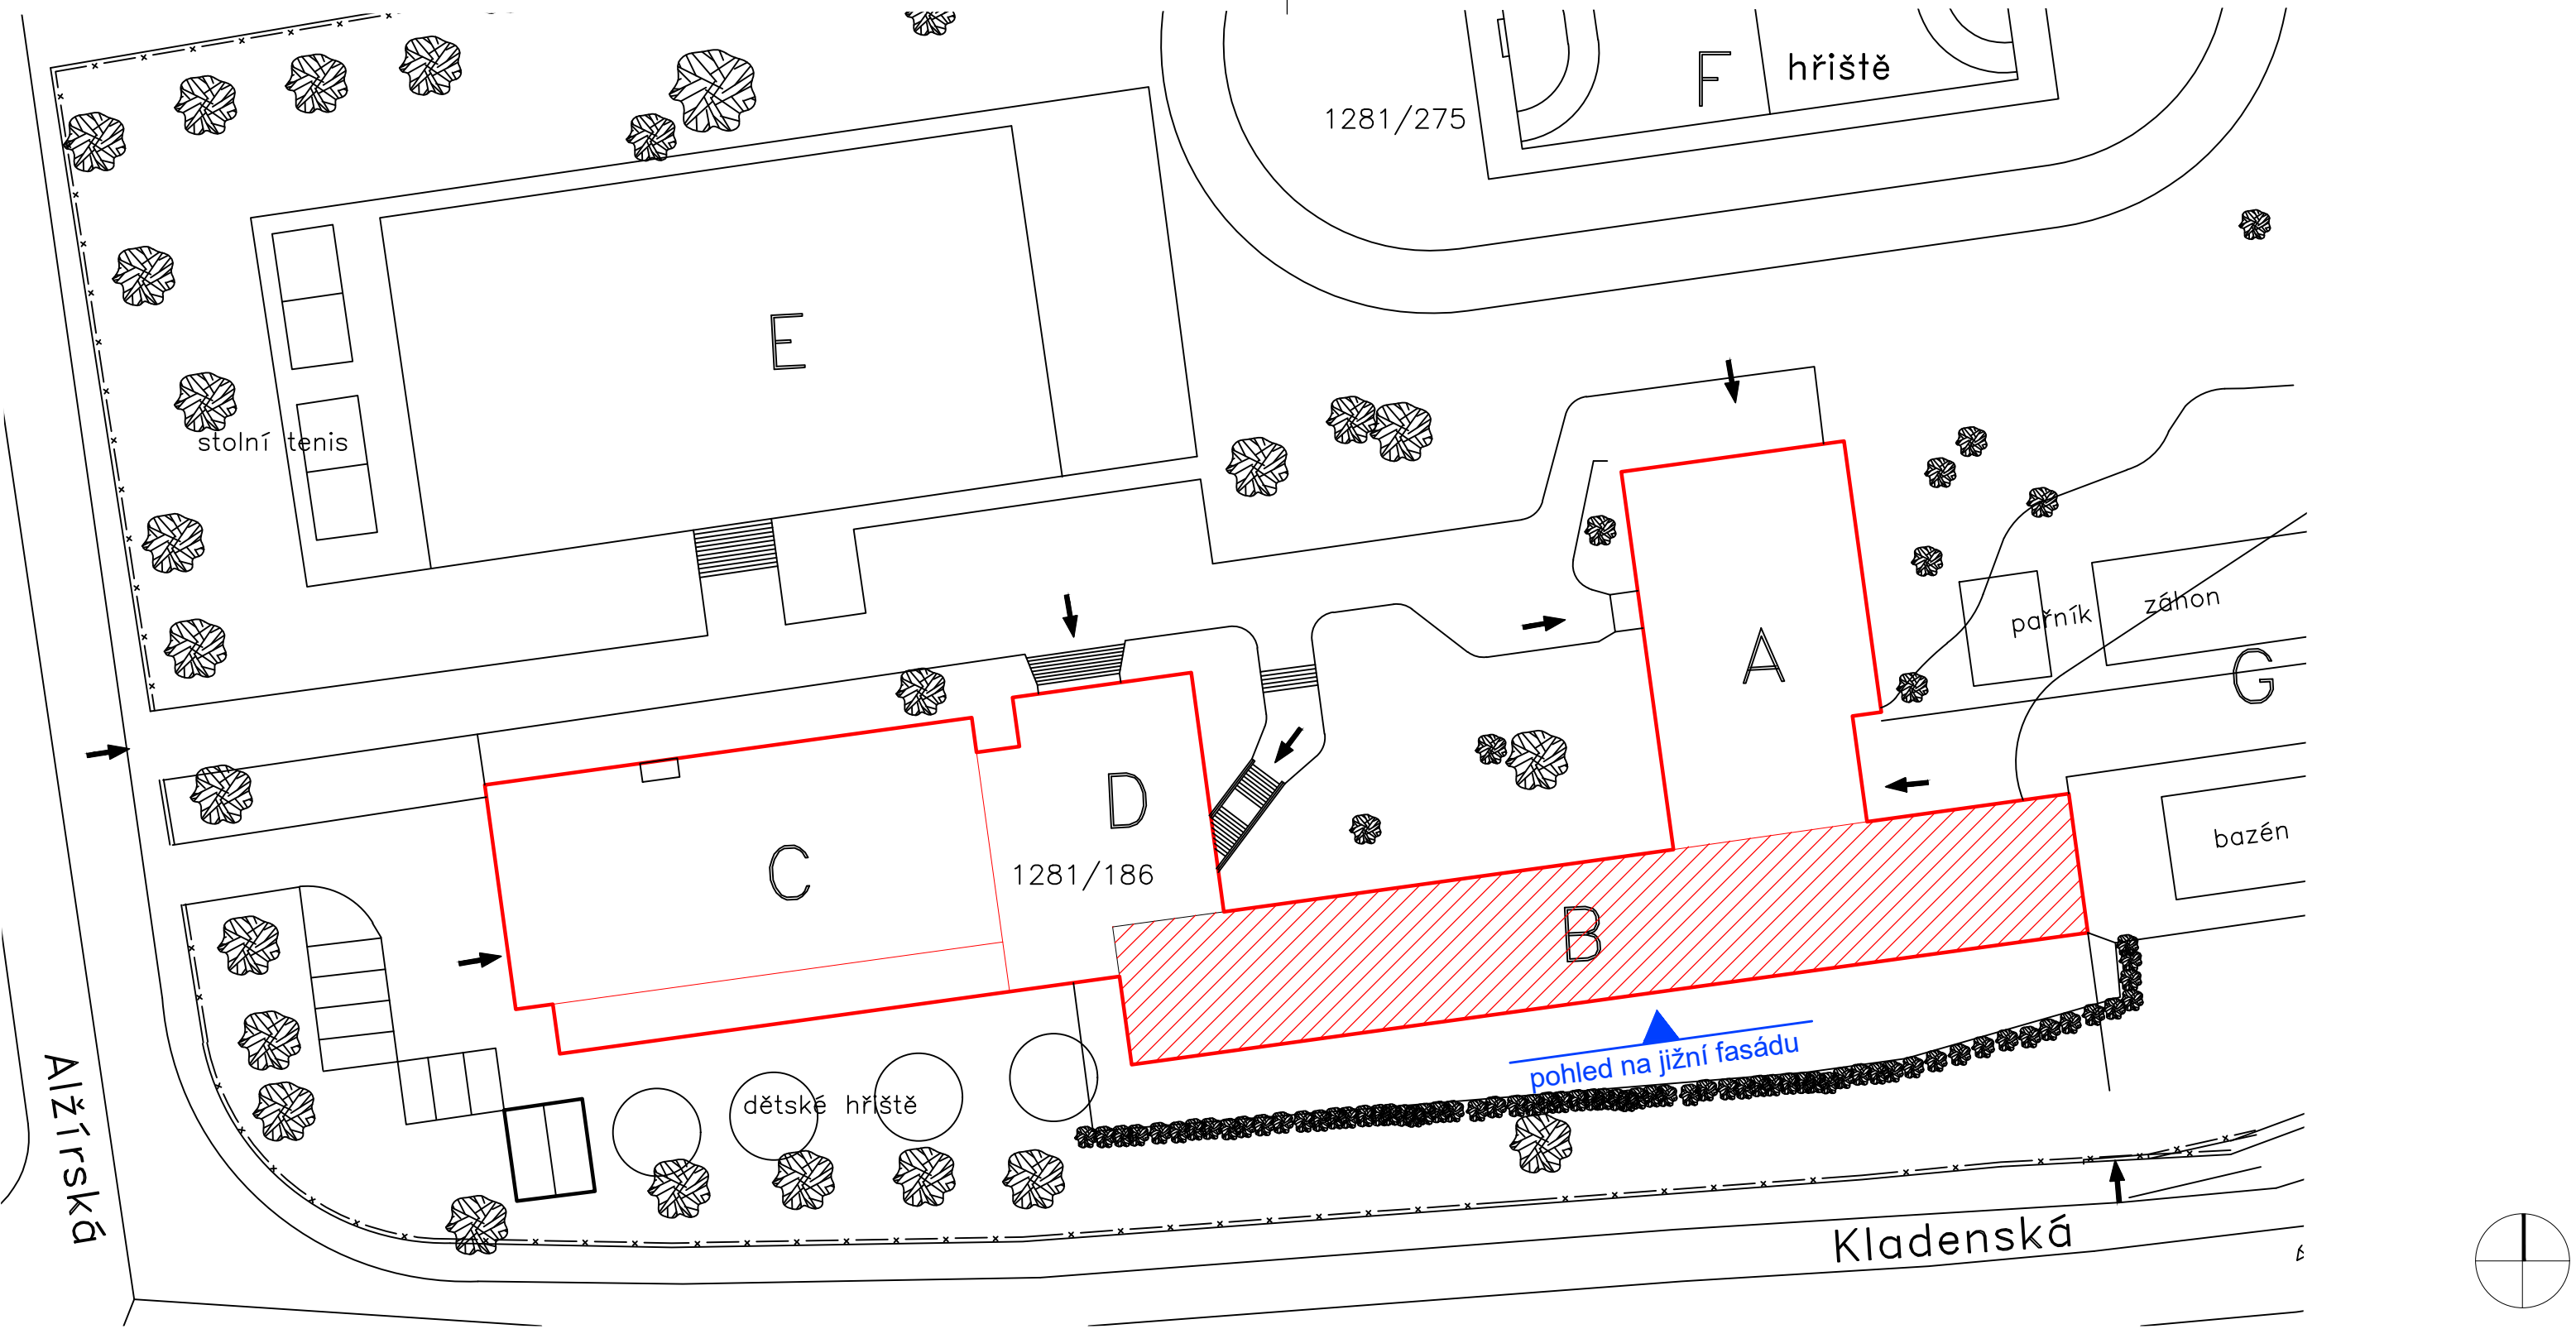 F
hřiště
1281/275
E
stolní tenis
pařník
záhon
A
G
D
C
1281/186
bazén
B
pohled na jižní fasádu
dětské hřiště
Alžírská
Kladenská